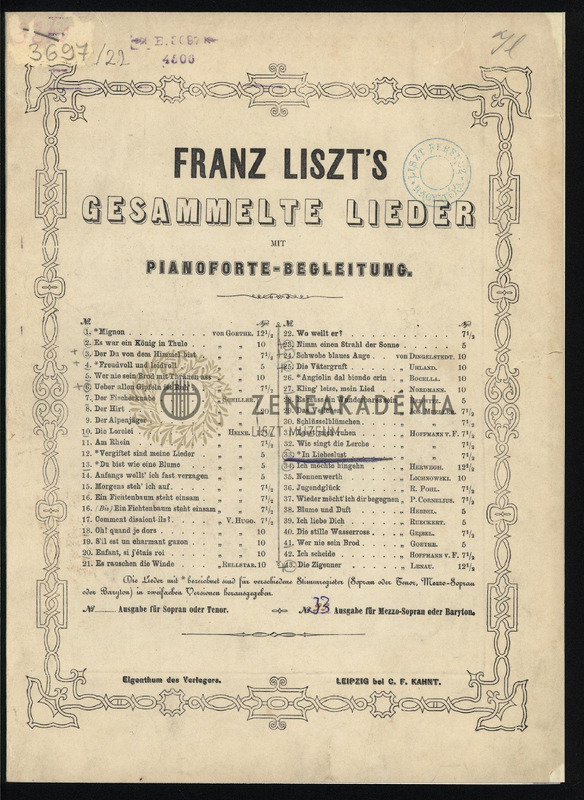 3697/22
4806
FRANZ LISZT'S
GESAMMELTE LIEDER
MIT
PIANOFORTE-BEGLEITUNG.
№
1. *Mignon von GOETHE. 12½
2. Es war ein König in Thule „ „ 10
3. Der Du von dem Himmel bist „ „ 7½
4. *Freudvoll und leidvoll „ „ 5
5. Wer nie sein Brod mit Thränen ass „ „ 10
6. Ueber allen Gipfeln ist Ruh „ „ 7½
7. Der Fischerknabe „ SCHILLER.
8. Der Hirt „ „
9. Der Alpenjäger
10. Die Lorelei „ HEINE.
11. Am Rhein „ „ 7½
12. *Vergiftet sind meine Lieder „ „ 5
13. *Du bist wie eine Blume „ „ 5
14. Anfangs wollt' ich fast verzagen „ „ 5
15. Morgens steh' ich auf „ „ 7½
16. Ein Fichtenbaum steht einsam „ „ 7½
16. (Bis) Ein Fichtenbaum steht einsam „ „ 7½
17. Comment disaient-ils? „ V. HUGO. 7½
18. Oh! quand je dors „ „ 10
19. S'il est un charmant gazon „ „ 10
20. Enfant, si j'étais roi „ „ 10
21. Es rauschen die Winde „ RELLSTAB. 10
№
22. Wo weilt er? „ „ 7½
23. Nimm einen Strahl der Sonne „ „ 5
24. Schwebe blaues Auge von DINGELSTEDT. 10
25. Die Vätergruft „ UHLAND. 10
26. *Angiolin dal biondo crin „ BOCELLA. 10
27. Kling' leise, mein Lied „ NORDMANN. 10
30. Schlüsselblümchen „ „ 7½
HOFFMANN v. F. 7½
32. Wie singt die Lerche „ „ 7½
33. *In Liebeslust „ „
34. Ich möchte hingehn „ HERWEGH. 12½
35. Nonnenwerth „ LICHNOWSKI. 10
36. Jugendglück „ R. POHL. 7½
37. Wieder möcht' ich dir begegnen „ P. CORNELIUS. 7½
38. Blume und Duft „ HEBBEL. 5
39. Ich liebe Dich „ RUECKERT. 5
40. Die stille Wasserrose „ GEIBEL. 7½
41. Wer nie sein Brod „ GOETHE. 5
42. Ich scheide „ HOFFMANN v. F. 7½
43. Die Zigeuner „ LENAU. 12½
ZENEAKADÉMIA
LISZT MÚZEUM
Die Lieder mit * bezeichnet sind für verschiedene Stimmregister (Sopran oder Tenor, Mezzo-Sopran
oder Baryton) in zweifachen Versionen herausgegeben.
№ Ausgabe für Sopran oder Tenor.
№ 33 Ausgabe für Mezzo-Sopran oder Baryton.
Eigenthum des Verlegers.
LEIPZIG bei C. F. KAHNT.